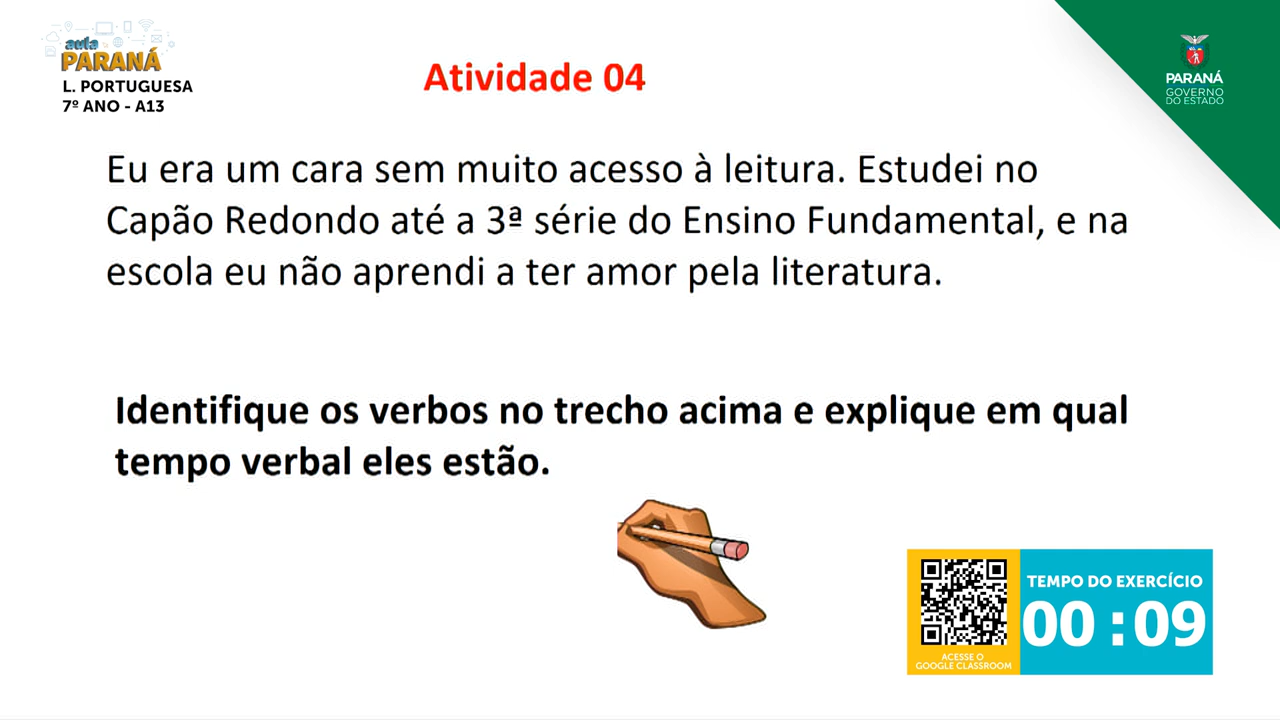 aula
PARANÁ
L. PORTUGUESA
7º ANO - A13
Atividade 04
PARANÁ
GOVERNO
DO ESTADO
Eu era um cara sem muito acesso à leitura. Estudei no
Capão Redondo até a 3ª série do Ensino Fundamental, e na
escola eu não aprendi a ter amor pela literatura.
Identifique os verbos no trecho acima e explique em qual
tempo verbal eles estão.
ACESSE O
GOOGLE CLASSROOM
TEMPO DO EXERCÍCIO
00 : 09